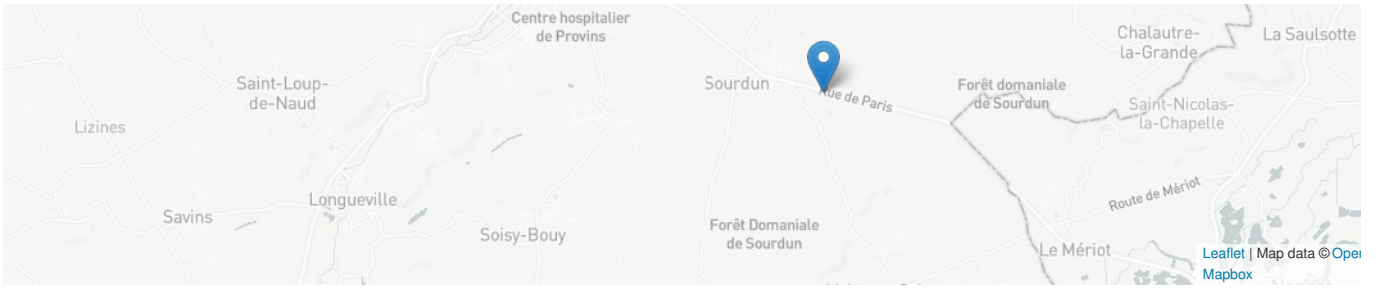 Centre hospitalier
de Provins
Chalautre-
la-Grande
La Saulsotte
Saint-Loup-
de-Naud
Sourdun
Rue de Paris
Forêt domaniale
de Sourdun
Saint-Nicolas-
la-Chapelle
Lizines
Longueville
Route de Mériot
Savins
Forêt Domaniale
de Sourdun
Soisy-Bouy
Le Mériot
Leaflet | Map data © Open
Mapbox